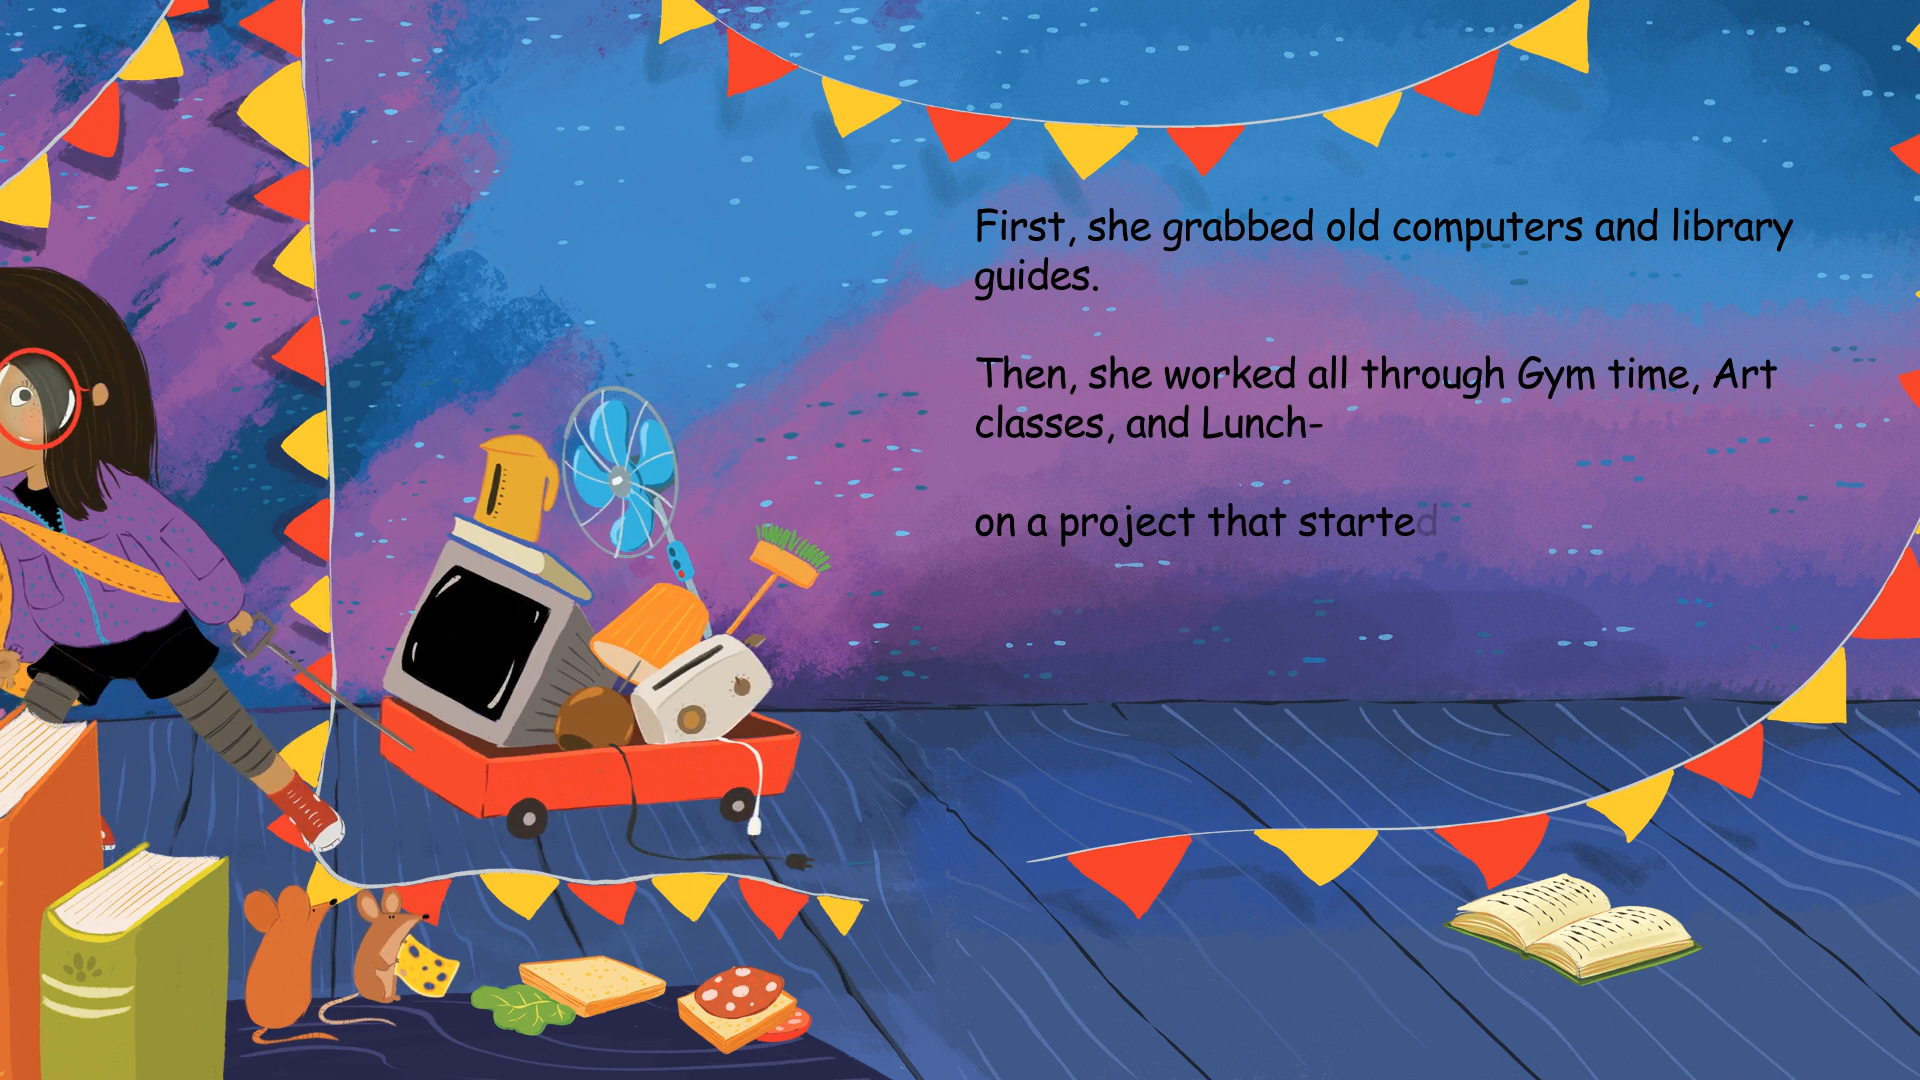 First, she grabbed old computers and library
guides.
Then, she worked all through Gym time, Art
classes, and Lunch-
on a project that started